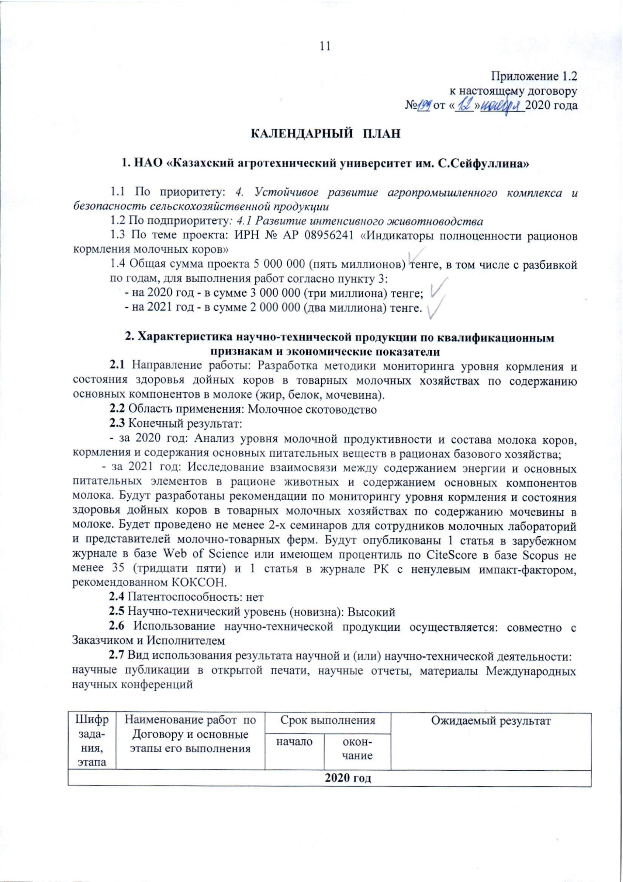 11
Приложение 1.2
к настоящему договору
№194 от « 12 » ноября 2020 года
КАЛЕНДАРНЫЙ ПЛАН
1. НАО «Казахский агротехнический университет им. С.Сейфуллина»
1.1 По приоритету: 4. Устойчивое развитие агропромышленного комплекса и
безопасность сельскохозяйственной продукции
1.2 По подприоритету: 4.1 Развитие интенсивного животноводства
1.3 По теме проекта: ИРН № АР 08956241 «Индикаторы полноценности рационов
кормления молочных коров»
1.4 Общая сумма проекта 5 000 000 (пять миллионов) тенге, в том числе с разбивкой
по годам, для выполнения работ согласно пункту 3:
- на 2020 год - в сумме 3 000 000 (три миллиона) тенге;
- на 2021 год - в сумме 2 000 000 (два миллиона) тенге.
2. Характеристика научно-технической продукции по квалификационным
признакам и экономические показатели
2.1 Направление работы: Разработка методики мониторинга уровня кормления и
состояния здоровья дойных коров в товарных молочных хозяйствах по содержанию
основных компонентов в молоке (жир, белок, мочевина).
2.2 Область применения: Молочное скотоводство
2.3 Конечный результат:
- за 2020 год: Анализ уровня молочной продуктивности и состава молока коров,
кормления и содержания основных питательных веществ в рационах базового хозяйства;
- за 2021 год: Исследование взаимосвязи между содержанием энергии и основных
питательных элементов в рационе животных и содержанием основных компонентов
молока. Будут разработаны рекомендации по мониторингу уровня кормления и состояния
здоровья дойных коров в товарных молочных хозяйствах по содержанию мочевины в
молоке. Будет проведено не менее 2-х семинаров для сотрудников молочных лабораторий
и представителей молочно-товарных ферм. Будут опубликованы 1 статья в зарубежном
журнале в базе Web of Science или имеющем процентиль по CiteScore в базе Scopus не
менее 35 (тридцати пяти) и 1 статья в журнале РК с ненулевым импакт-фактором,
рекомендованном КОКСОН.
2.4 Патентоспособность: нет
2.5 Научно-технический уровень (новизна): Высокий
2.6 Использование научно-технической продукции осуществляется: совместно с
Заказчиком и Исполнителем
2.7 Вид использования результата научной и (или) научно-технической деятельности:
научные публикации в открытой печати, научные отчеты, материалы Международных
научных конференций
Шифр зада-ния, этапа
Наименование работ по Договору и основные этапы его выполнения
Срок выполнения
начало
окон-чание
Ожидаемый результат
2020 год